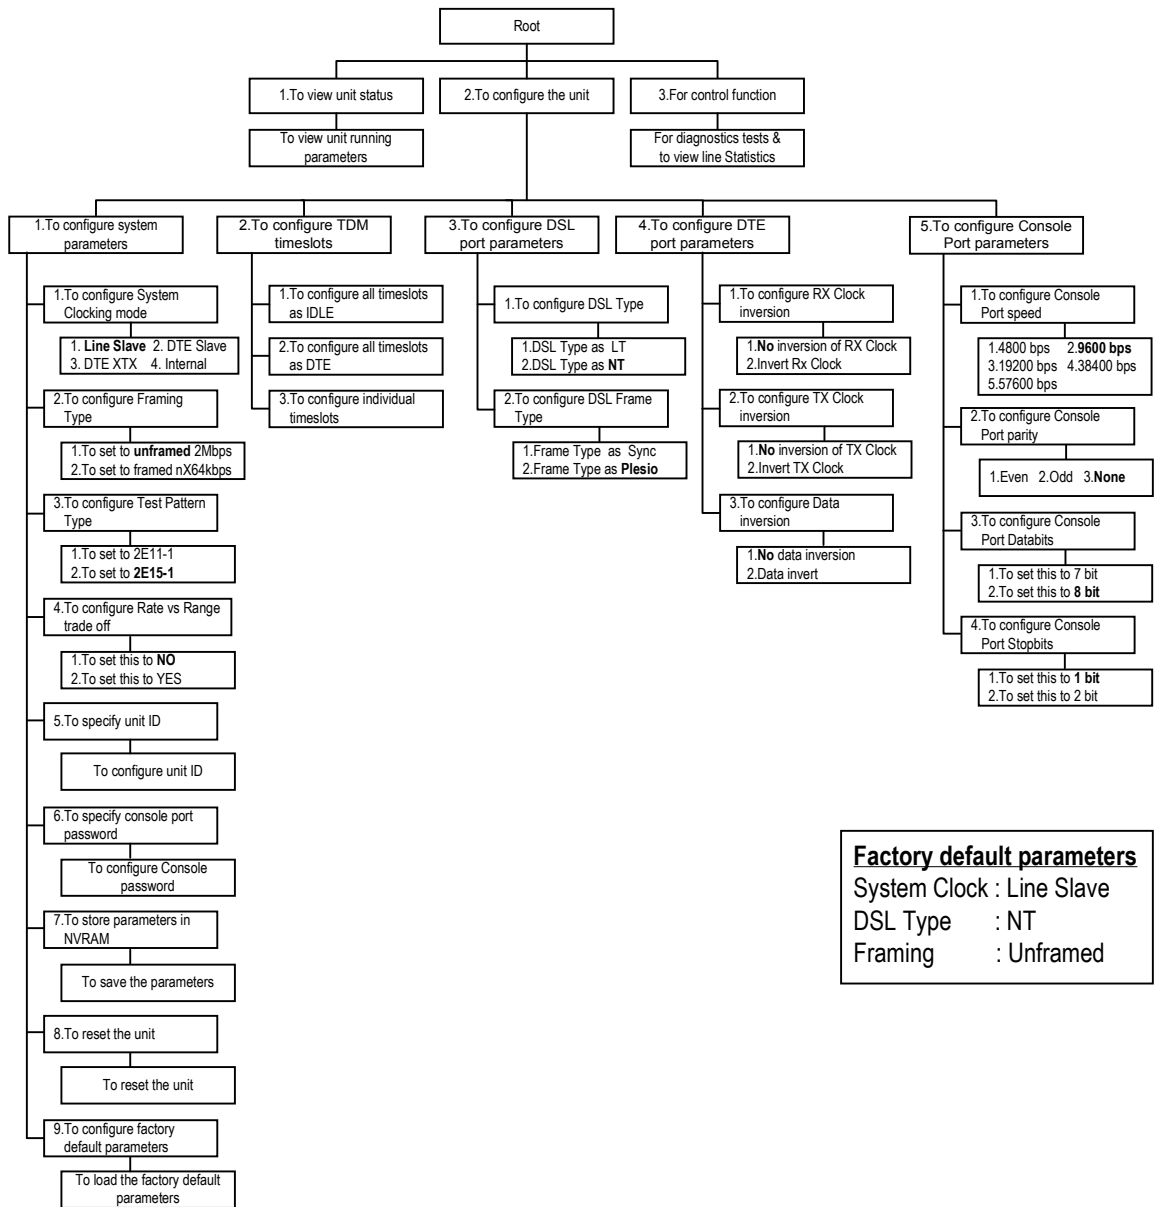 Root
1.To view unit status
2.To configure the unit
3.For control function
To view unit running
parameters
For diagnostics tests &
to view line Statistics
1.To configure system
parameters
2.To configure TDM
timeslots
3.To configure DSL
port parameters
4.To configure DTE
port parameters
5.To configure Console
Port parameters
1.To configure System
Clocking mode
1. Line Slave 2. DTE Slave
3. DTE XTX 4. Internal
2.To configure Framing
Type
1.To set to unframed 2Mbps
2.To set to framed nX64kbps
3.To configure Test Pattern
Type
1.To set to 2E11-1
2.To set to 2E15-1
4.To configure Rate vs Range
trade off
1.To set this to NO
2.To set this to YES
5.To specify unit ID
To configure unit ID
6.To specify console port
password
To configure Console
password
7.To store parameters in
NVRAM
To save the parameters
8.To reset the unit
To reset the unit
9.To configure factory
default parameters
To load the factory default
parameters
1.To configure all timeslots
as IDLE
2.To configure all timeslots
as DTE
3.To configure individual
timeslots
1.To configure DSL Type
1.DSL Type as LT
2.DSL Type as NT
2.To configure DSL Frame
Type
1.Frame Type as Sync
2.Frame Type as Plesio
1.To configure RX Clock
inversion
1.No inversion of RX Clock
2.Invert Rx Clock
2.To configure TX Clock
inversion
1.No inversion of TX Clock
2.Invert TX Clock
3.To configure Data
inversion
1.No data inversion
2.Data invert
1.To configure Console
Port speed
1.4800 bps 2.9600 bps
3.19200 bps 4.38400 bps
5.57600 bps
2.To configure Console
Port parity
1.Even 2.Odd 3.None
3.To configure Console
Port Databits
1.To set this to 7 bit
2.To set this to 8 bit
4.To configure Console
Port Stopbits
1.To set this to 1 bit
2.To set this to 2 bit
Factory default parameters
System Clock : Line Slave
DSL Type : NT
Framing : Unframed